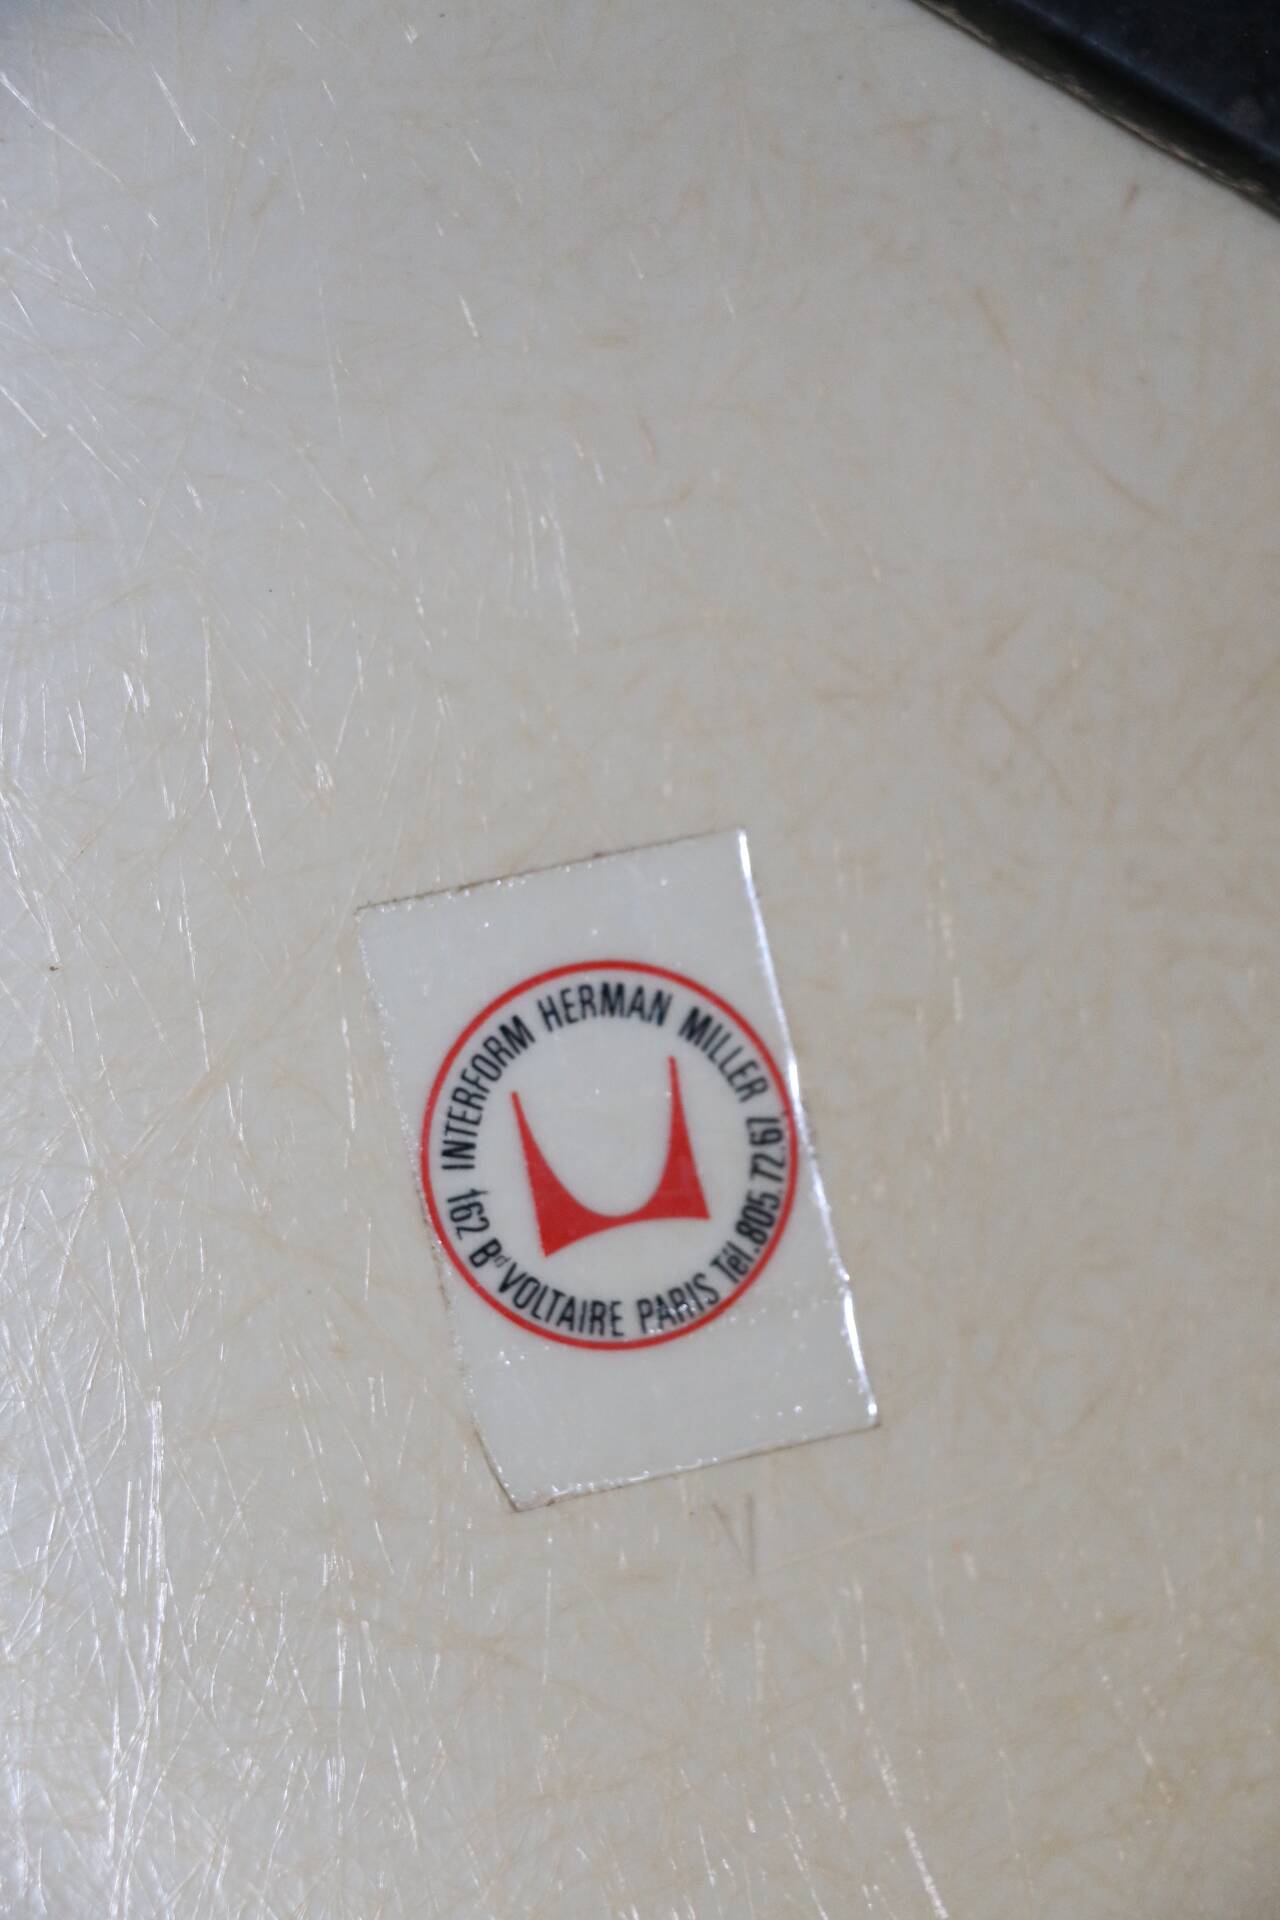 INTERFORM HERMAN MILLER
162 Bd VOLTAIRE PARIS Tél.805.72.67